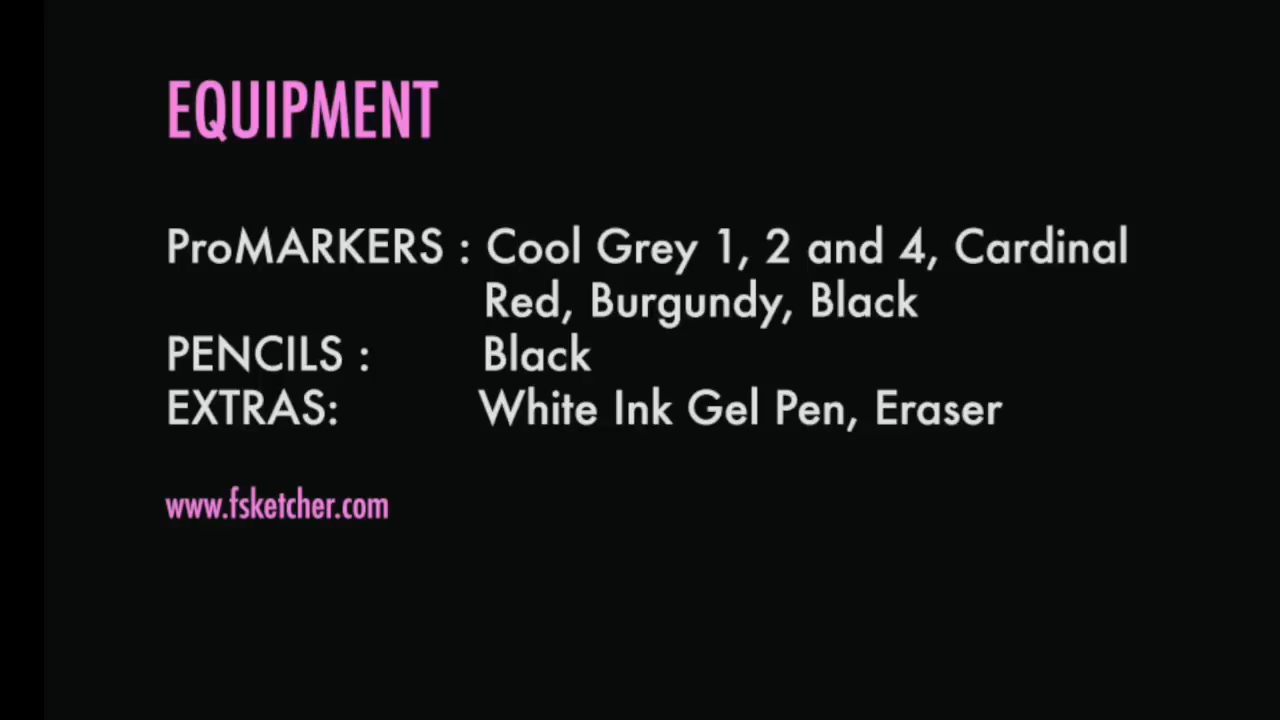 EQUIPMENT
ProMARKERS : Cool Grey 1, 2 and 4, Cardinal
Red, Burgundy, Black
PENCILS : Black
EXTRAS: White Ink Gel Pen, Eraser
www.fsketcher.com